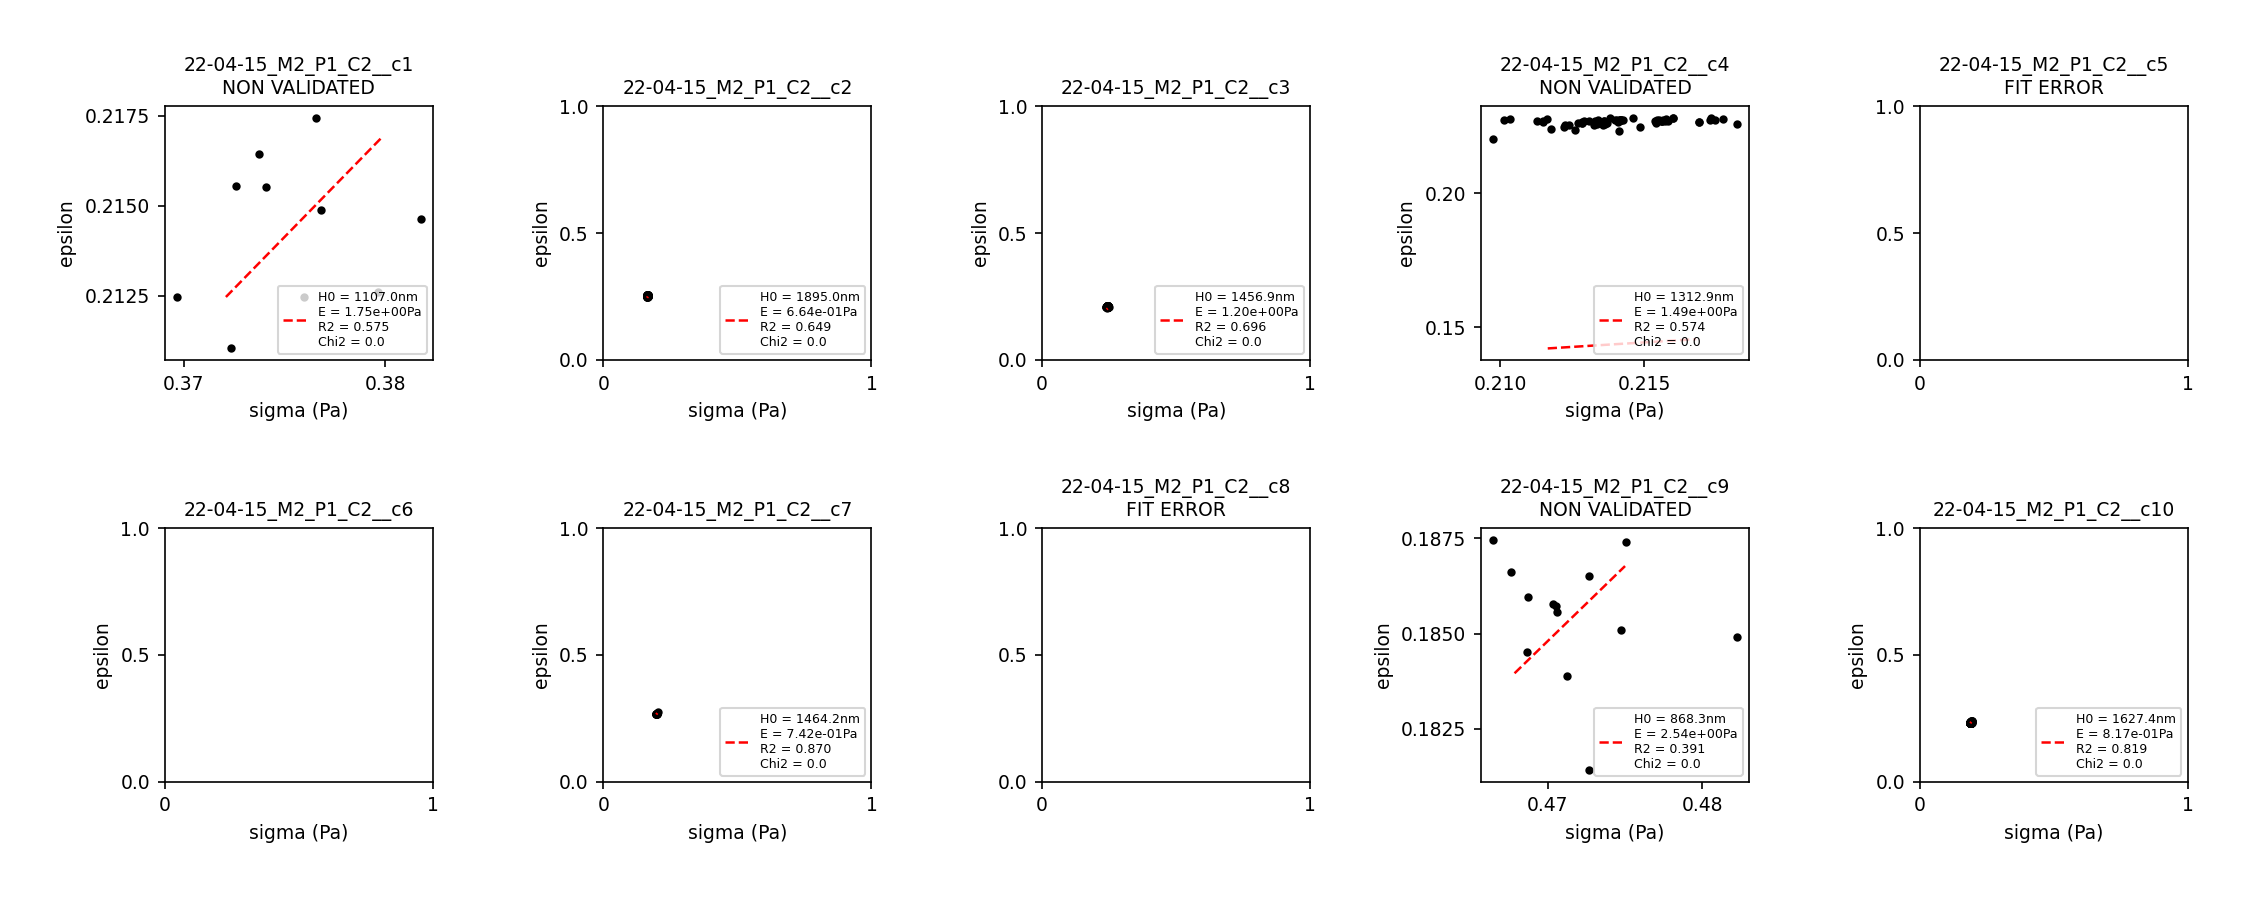 22-04-15_M2_P1_C2__c1
NON VALIDATED
0.2175
0.2150
0.2125
epsilon
H0 = 1107.0nm
E = 1.75e+00Pa
R2 = 0.575
Chi2 = 0.0
0.37
0.38
sigma (Pa)
22-04-15_M2_P1_C2__c2
1.0
0.5
0.0
epsilon
H0 = 1895.0nm
E = 6.64e-01Pa
R2 = 0.649
Chi2 = 0.0
0
1
sigma (Pa)
22-04-15_M2_P1_C2__c3
1.0
0.5
0.0
epsilon
H0 = 1456.9nm
E = 1.20e+00Pa
R2 = 0.696
Chi2 = 0.0
0
1
sigma (Pa)
22-04-15_M2_P1_C2__c4
NON VALIDATED
0.20
0.15
epsilon
H0 = 1312.9nm
E = 1.49e+00Pa
R2 = 0.574
Chi2 = 0.0
0.210
0.215
sigma (Pa)
22-04-15_M2_P1_C2__c5
FIT ERROR
1.0
0.5
0.0
epsilon
0
1
sigma (Pa)
22-04-15_M2_P1_C2__c6
1.0
0.5
0.0
epsilon
0
1
sigma (Pa)
22-04-15_M2_P1_C2__c7
1.0
0.5
0.0
epsilon
H0 = 1464.2nm
E = 7.42e-01Pa
R2 = 0.870
Chi2 = 0.0
0
1
sigma (Pa)
22-04-15_M2_P1_C2__c8
FIT ERROR
1.0
0.5
0.0
epsilon
0
1
sigma (Pa)
22-04-15_M2_P1_C2__c9
NON VALIDATED
0.1875
0.1850
0.1825
epsilon
H0 = 868.3nm
E = 2.54e+00Pa
R2 = 0.391
Chi2 = 0.0
0.47
0.48
sigma (Pa)
22-04-15_M2_P1_C2__c10
1.0
0.5
0.0
epsilon
H0 = 1627.4nm
E = 8.17e-01Pa
R2 = 0.819
Chi2 = 0.0
0
1
sigma (Pa)